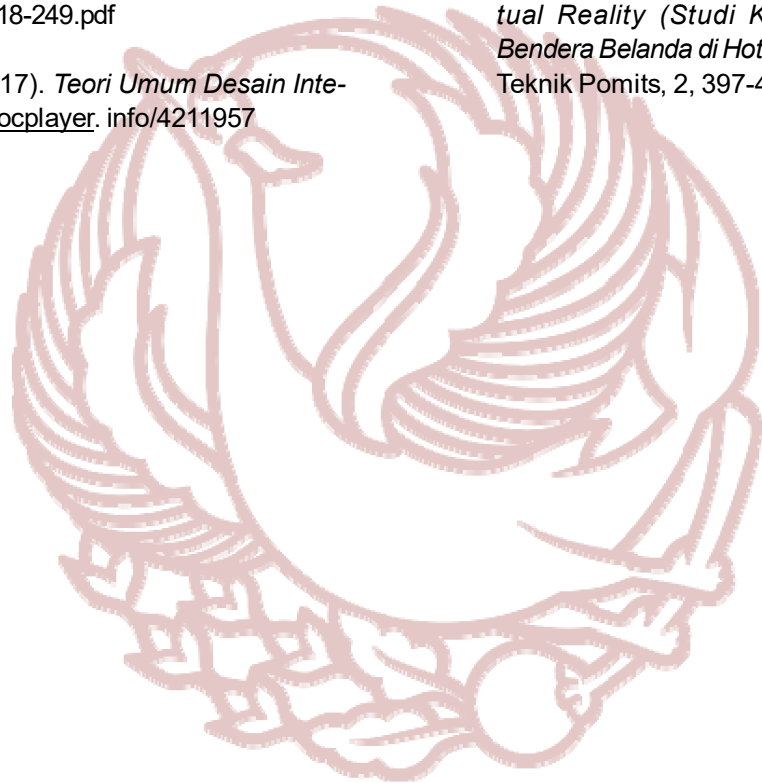 18-249.pdf
17). Teori Umum Desain Inte-
ocplayer. info/4211957
tual Reality (Studi K
Bendera Belanda di Hot
Teknik Pomits, 2, 397-4